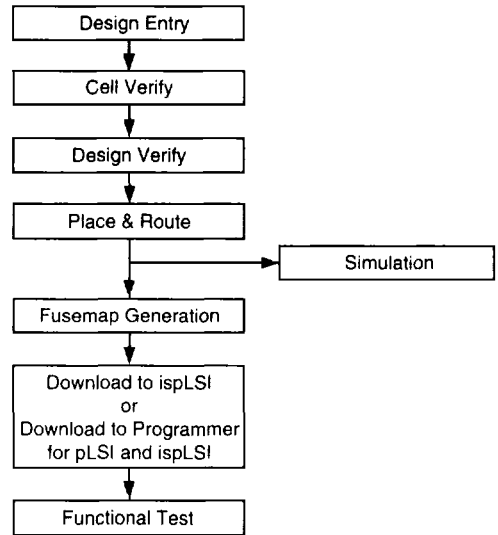 Design Entry
Cell Verify
Design Verify
Place & Route
Simulation
Fusemap Generation
Download to ispLSI
or
Download to Programmer
for pLSI and ispLSI
Functional Test